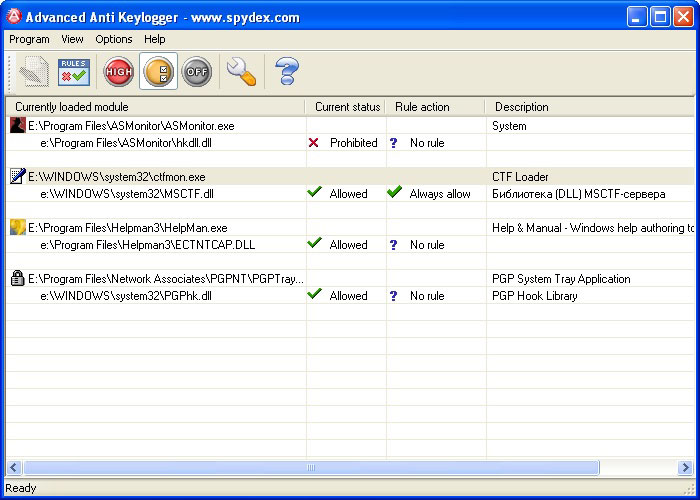 Advanced Anti Keylogger - www.spydex.com
Program View Options Help
RULES HIGH OFF
Currently loaded module Current status Rule action Description
E:\Program Files\ASMonitor\ASMonitor.exe System
e:\Program Files\ASMonitor\hkdll.dll Prohibited ? No rule
E:\WINDOWS\system32\ctfmon.exe CTF Loader
e:\WINDOWS\system32\MSCTF.dll Allowed Always allow Библиотека (DLL) MSCTF-сервера
E:\Program Files\Helpman3\HelpMan.exe Help & Manual - Windows help authoring to
e:\Program Files\Helpman3\ECTNTCAP.DLL Allowed ? No rule
E:\Program Files\Network Associates\PGPNT\PGPTray... PGP System Tray Application
e:\WINDOWS\system32\PGPhk.dll Allowed ? No rule PGP Hook Library
Ready